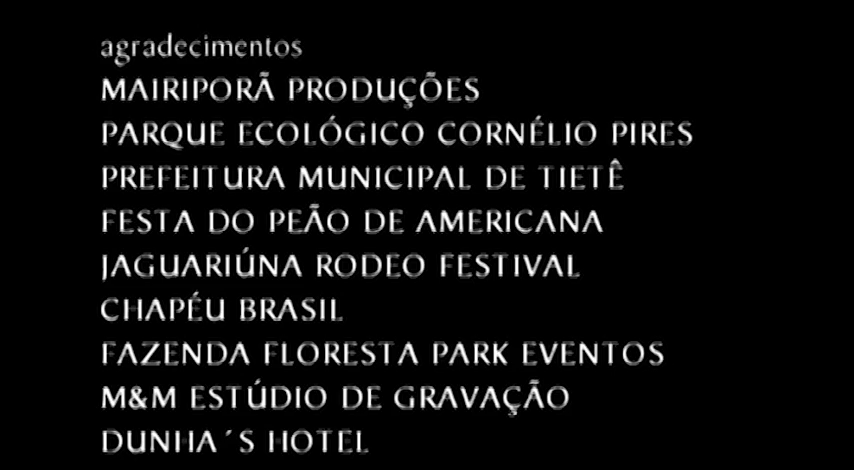 agradecimentos
MAIRIPORÃ PRODUÇÕES
PARQUE ECOLÓGICO CORNÉLIO PIRES
PREFEITURA MUNICIPAL DE TIETÊ
FESTA DO PEÃO DE AMERICANA
JAGUARIÚNA RODEO FESTIVAL
CHAPÉU BRASIL
FAZENDA FLORESTA PARK EVENTOS
M&M ESTÚDIO DE GRAVAÇÃO
DUNHA´S HOTEL